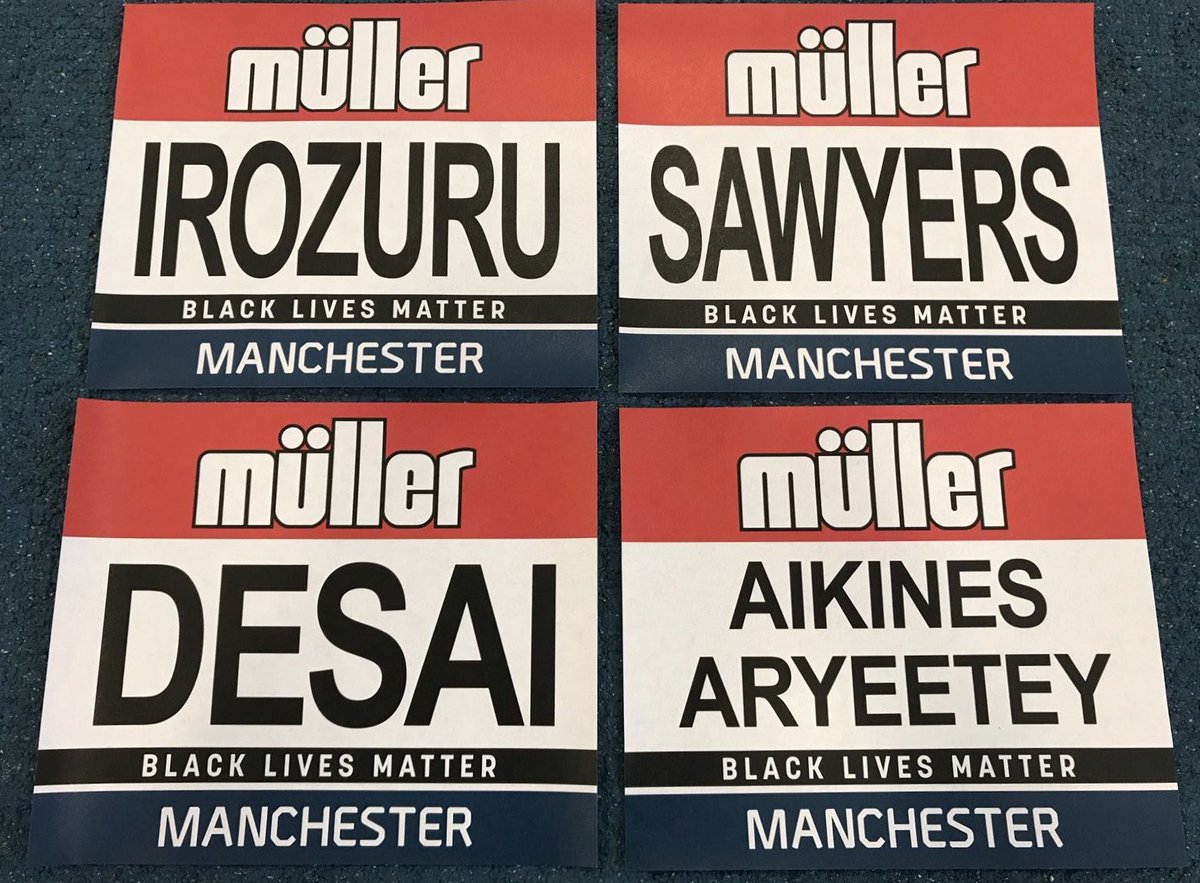 müller
IROZURU
BLACK LIVES MATTER
MANCHESTER
müller
SAWYERS
BLACK LIVES MATTER
MANCHESTER
müller
DESAI
BLACK LIVES MATTER
MANCHESTER
müller
AIKINES
ARYEETEY
BLACK LIVES MATTER
MANCHESTER